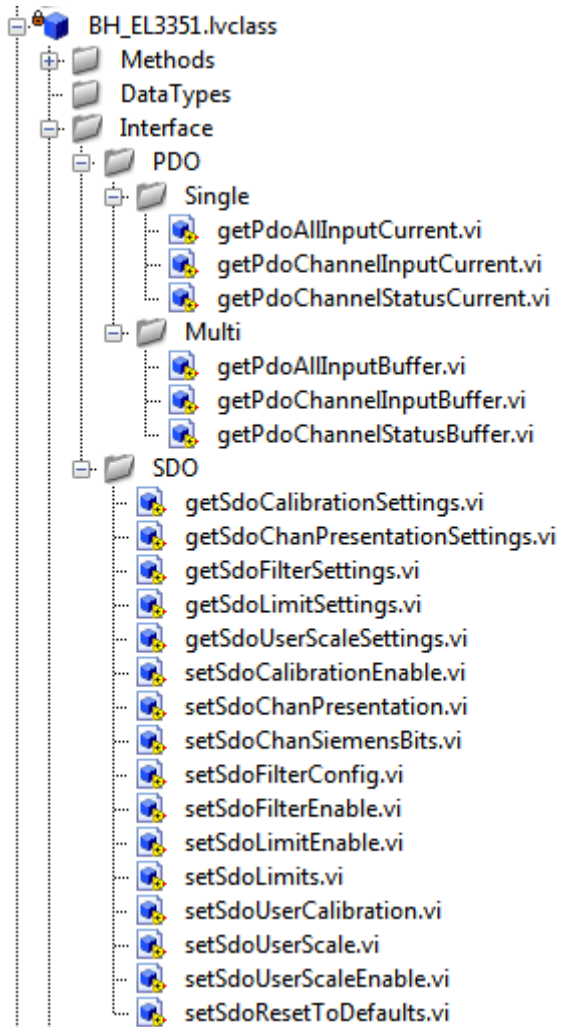 BH_EL3351.lvclass
Methods
DataTypes
Interface
PDO
Single
getPdoAllInputCurrent.vi
getPdoChannelInputCurrent.vi
getPdoChannelStatusCurrent.vi
Multi
getPdoAllInputBuffer.vi
getPdoChannelInputBuffer.vi
getPdoChannelStatusBuffer.vi
SDO
getSdoCalibrationSettings.vi
getSdoChanPresentationSettings.vi
getSdoFilterSettings.vi
getSdoLimitSettings.vi
getSdoUserScaleSettings.vi
setSdoCalibrationEnable.vi
setSdoChanPresentation.vi
setSdoChanSiemensBits.vi
setSdoFilterConfig.vi
setSdoFilterEnable.vi
setSdoLimitEnable.vi
setSdoLimits.vi
setSdoUserCalibration.vi
setSdoUserScale.vi
setSdoUserScaleEnable.vi
setSdoResetToDefaults.vi